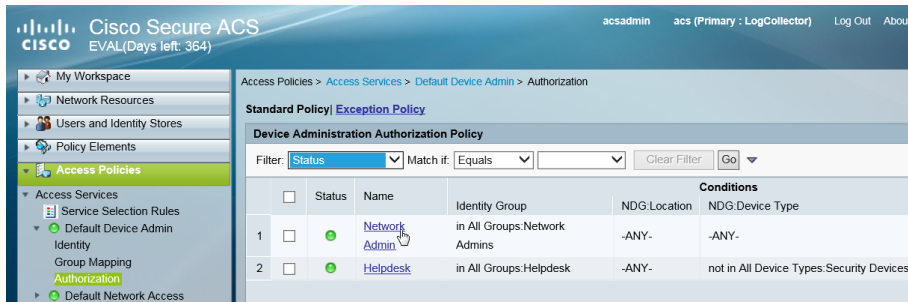 Cisco Secure ACS
CISCO EVAL(Days left: 364)
acsadmin acs (Primary : LogCollector) Log Out
My Workspace
Network Resources
Users and Identity Stores
Policy Elements
Access Policies
Access Services
Service Selection Rules
Default Device Admin
Identity
Group Mapping
Authorization
Default Network Access
Access Policies > Access Services > Default Device Admin > Authorization
Standard Policy| Exception Policy
Device Administration Authorization Policy
Filter: Status Match if: Equals Clear Filter Go
Status Name Conditions
Identity Group NDG:Location NDG:Device Type
1 Network Admin in All Groups:Network Admins -ANY- -ANY-
2 Helpdesk in All Groups:Helpdesk -ANY- not in All Device Types:Security Devices